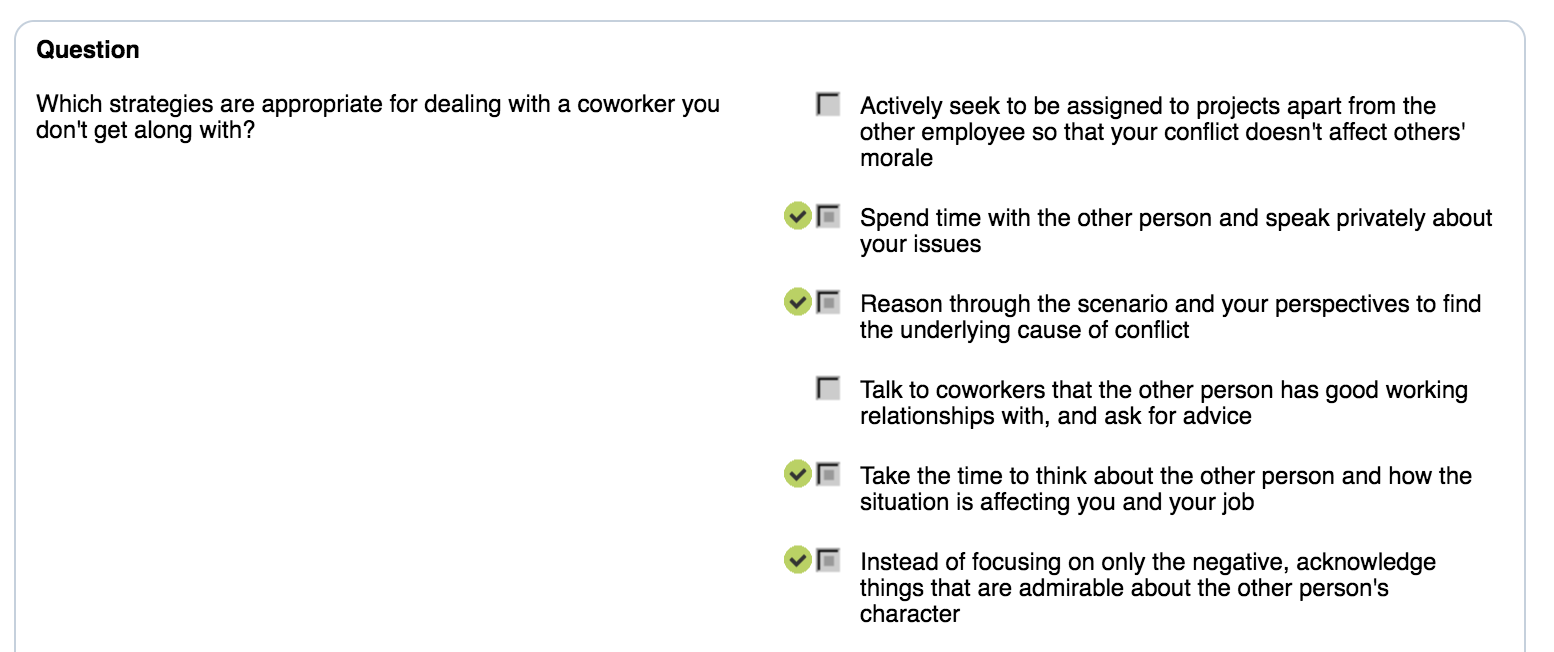 Question
Which strategies are appropriate for dealing with a coworker you
don't get along with?
Actively seek to be assigned to projects apart from the
other employee so that your conflict doesn't affect others'
morale
Spend time with the other person and speak privately about
your issues
Reason through the scenario and your perspectives to find
the underlying cause of conflict
Talk to coworkers that the other person has good working
relationships with, and ask for advice
Take the time to think about the other person and how the
situation is affecting you and your job
Instead of focusing on only the negative, acknowledge
things that are admirable about the other person's
character